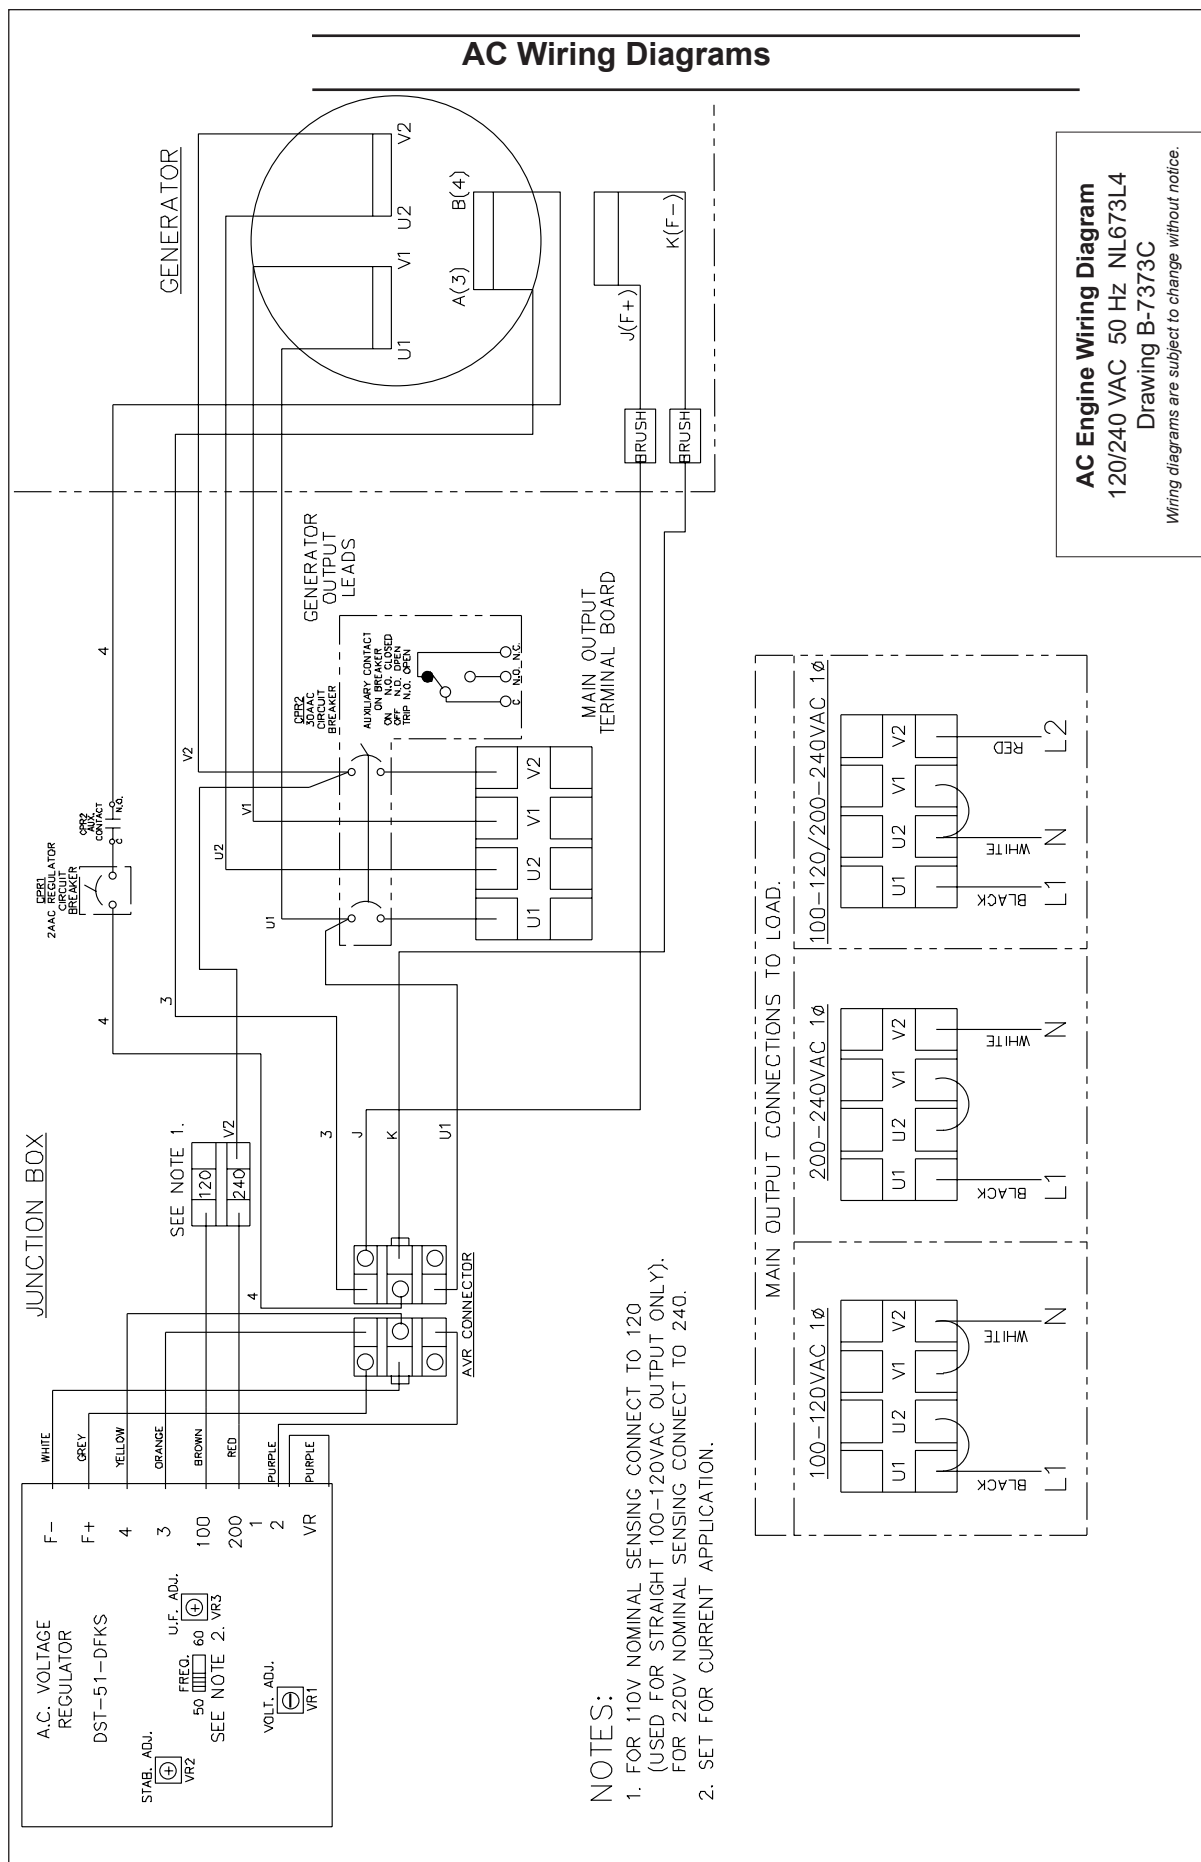 AC Wiring Diagrams
AC Engine Wiring Diagram
120/240 VAC  50 Hz  NL673L4
Drawing B-7373C
Wiring diagrams are subject to change without notice.
JUNCTION BOX
GENERATOR
A.C. VOLTAGE
REGULATOR
DST-51-DFKS
STAB. ADJ.
VR2
50 FREQ. 60
SEE NOTE 2.
U.F. ADJ.
VR3
VOLT. ADJ.
VR1
F-
F+
4
3
100
200
1
2
VR
WHITE
GREY
YELLOW
ORANGE
BROWN
RED
PURPLE
PURPLE
SEE NOTE 1.
120
240
V2
4
AVR CONNECTOR
3
J
K
U1
4
3
CPR1
2AAC REGULATOR
CIRCUIT
BREAKER
CPR2
AUX.
CONTACT
C
N.O.
4
V2
U2
V1
U1
CPR2
30AAC
CIRCUIT
BREAKER
GENERATOR
OUTPUT
LEADS
AUXILIARY CONTACT
ON BREAKER
ON N.O. CLOSED
OFF N.O. OPEN
TRIP N.O. OPEN
C
N.O.
N.C.
U1
U2
V1
V2
MAIN OUTPUT
TERMINAL BOARD
U1
V1
U2
V2
A(3)
B(4)
J(F+)
K(F-)
BRUSH
BRUSH
NOTES:
1. FOR 110V NOMINAL SENSING CONNECT TO 120
(USED FOR STRAIGHT 100-120VAC OUTPUT ONLY).
FOR 220V NOMINAL SENSING CONNECT TO 240.
2. SET FOR CURRENT APPLICATION.
MAIN OUTPUT CONNECTIONS TO LOAD.
100-120VAC 1Ø
U1
U2
V1
V2
BLACK
WHITE
L1
N
200-240VAC 1Ø
U1
U2
V1
V2
BLACK
WHITE
L1
N
100-120/200-240VAC 1Ø
U1
U2
V1
V2
BLACK
WHITE
RED
L1
N
L2